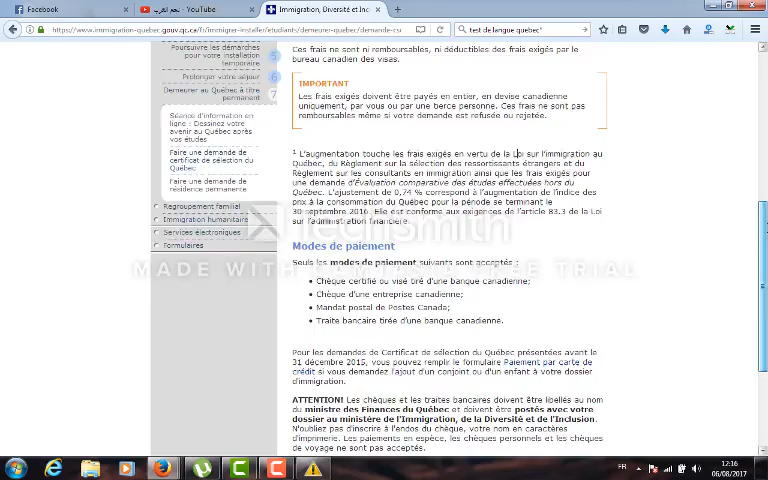 Facebook
YouTube - نجم الغرب
Immigration, Diversité et Inc
https://www.immigration-quebec.gouv.qc.ca/fr/immigrer-installer/etudiants/demeurer-quebec/demande-cs
test de langue quebec"
Poursuivre les démarches
pour votre installation
temporaire
5
Prolonger votre séjour
6
Demeurer au Québec à titre
permanent
7
Séance d'information en
ligne : Dessinez votre
avenir au Québec après
vos études
Faire une demande de
certificat de sélection du
Québec
Faire une demande de
résidence permanente
Regroupement familial
Immigration humanitaire
Services électroniques
Formulaires
Ces frais ne sont ni remboursables, ni déductibles des frais exigés par le
bureau canadien des visas.
IMPORTANT
Les frais exigés doivent être payés en entier, en devise canadienne
uniquement, par vous ou par une tierce personne. Ces frais ne sont pas
remboursables même si votre demande est refusée ou rejetée.
1 L'augmentation touche les frais exigés en vertu de la Loi sur l'immigration au
Québec, du Règlement sur la sélection des ressortissants étrangers et du
Règlement sur les consultants en immigration ainsi que les frais exigés pour
une demande d'Évaluation comparative des études effectuées hors du
Québec. L'ajustement de 0,74 % correspond à l'augmentation de l'indice des
prix à la consommation du Québec pour la période se terminant le
30 septembre 2016. Elle est conforme aux exigences de l'article 83.3 de la Loi
sur l'administration financière.
TechSmith
MADE WITH CAMTASIA FREE TRIAL
Modes de paiement
Seuls les modes de paiement suivants sont acceptés :
• Chèque certifié ou visé tiré d'une banque canadienne;
• Chèque d'une entreprise canadienne;
• Mandat postal de Postes Canada;
• Traite bancaire tirée d'une banque canadienne.
Pour les demandes de Certificat de sélection du Québec présentées avant le
31 décembre 2015, vous pouvez remplir le formulaire Paiement par carte de
crédit si vous demandez l'ajout d'un conjoint ou d'un enfant à votre dossier
d'immigration.
ATTENTION! Les chèques et les traites bancaires doivent être libellés au nom
du ministre des Finances du Québec et doivent être postés avec votre
dossier au ministère de l'Immigration, de la Diversité et de l'Inclusion.
N'oubliez pas d'inscrire à l'endos du chèque, votre nom en caractères
d'imprimerie. Les paiements en espèce, les chèques personnels et les chèques
de voyage ne sont pas acceptés.
FR
12:16
06/08/2017